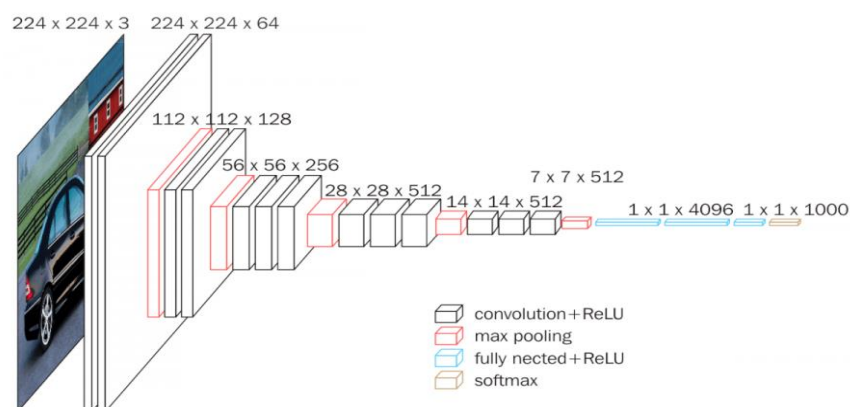 224 x 224 x 3
224 x 224 x 64
112 x 112 x 128
56 x 56 x 256
28 x 28 x 512
14 x 14 x 512
7 x 7 x 512
1 x 1 x 4096
1 x 1 x 1000
convolution+ReLU
max pooling
fully nected+ReLU
softmax